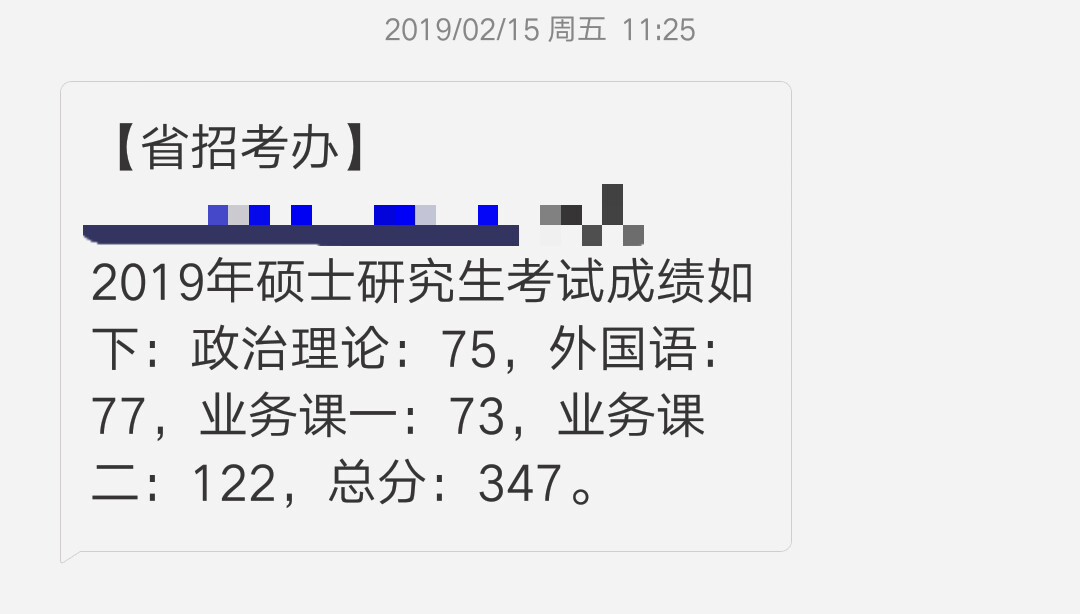 2019/02/15 周五 11:25
【省招考办】
2019年硕士研究生考试成绩如
下：政治理论：75，外国语：
77，业务课一：73，业务课
二：122，总分：347。